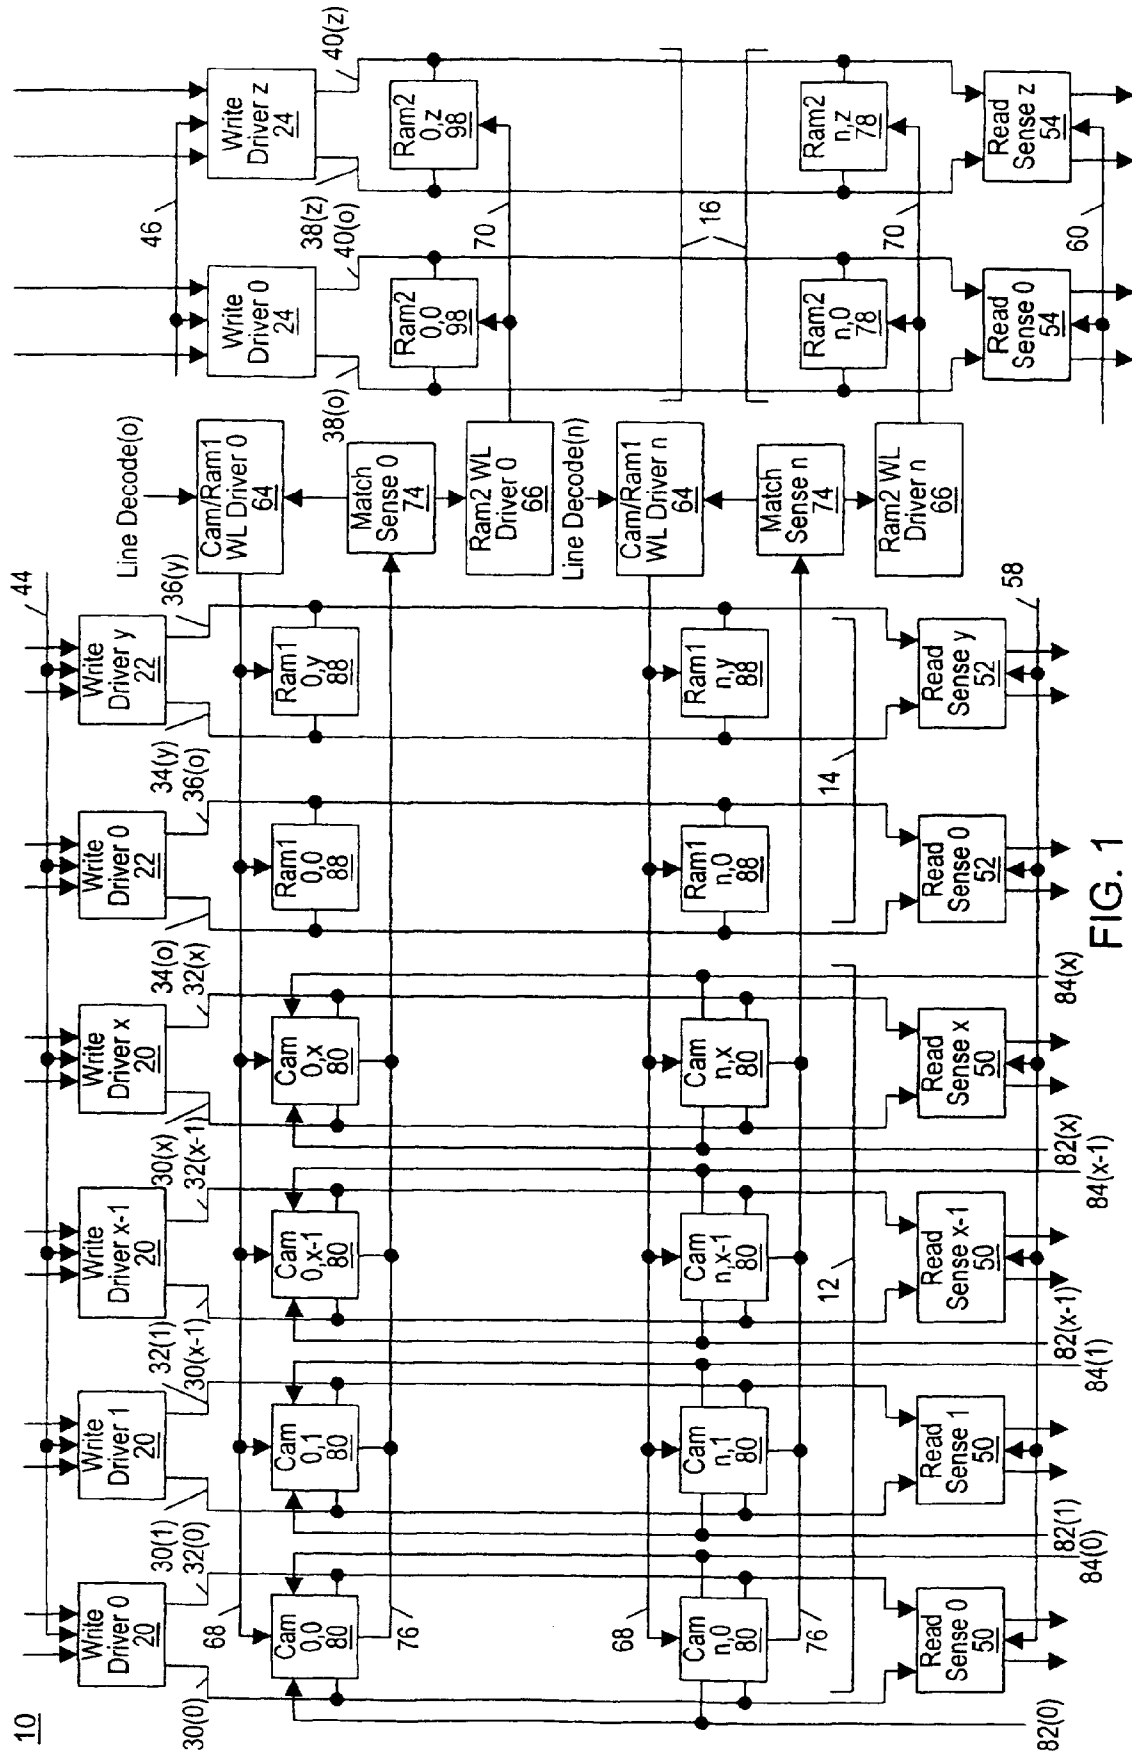 10
44
46
Write
Driver 0
20
Write
Driver 1
20
Write
Driver x-1
20
Write
Driver x
20
Write
Driver 0
22
Write
Driver y
22
Line Decode(o)
Write
Driver 0
24
Write
Driver z
24
30(0)
30(1)
32(0)
32(1)
30(x-1)
30(x)
32(x-1)
34(o)
32(x)
34(y)
36(o)
36(y)
38(o)
38(z)
40(o)
40(z)
68
Cam/Ram1
WL Driver 0
64
Cam
0,0
80
Cam
0,1
80
Cam
0,x-1
80
Cam
0,x
80
Ram1
0,0
88
Ram1
0,y
88
Match
Sense 0
74
Ram2
0,0
98
Ram2
0,z
98
76
Ram2 WL
Driver 0
66
70
Line Decode(n)
68
Cam/Ram1
WL Driver n
64
16
Cam
n,0
80
Cam
n,1
80
Cam
n,x-1
80
Cam
n,x
80
Ram1
n,0
88
Ram1
n,y
88
Match
Sense n
74
Ram2
n,0
78
Ram2
n,z
78
76
12
14
Ram2 WL
Driver n
66
70
Read
Sense 0
50
Read
Sense 1
50
Read
Sense x-1
50
Read
Sense x
50
Read
Sense 0
52
Read
Sense y
52
58
Read
Sense 0
54
Read
Sense z
54
60
82(0)
84(0)
82(1)
84(1)
82(x-1)
84(x-1)
82(x)
84(x)
FIG. 1